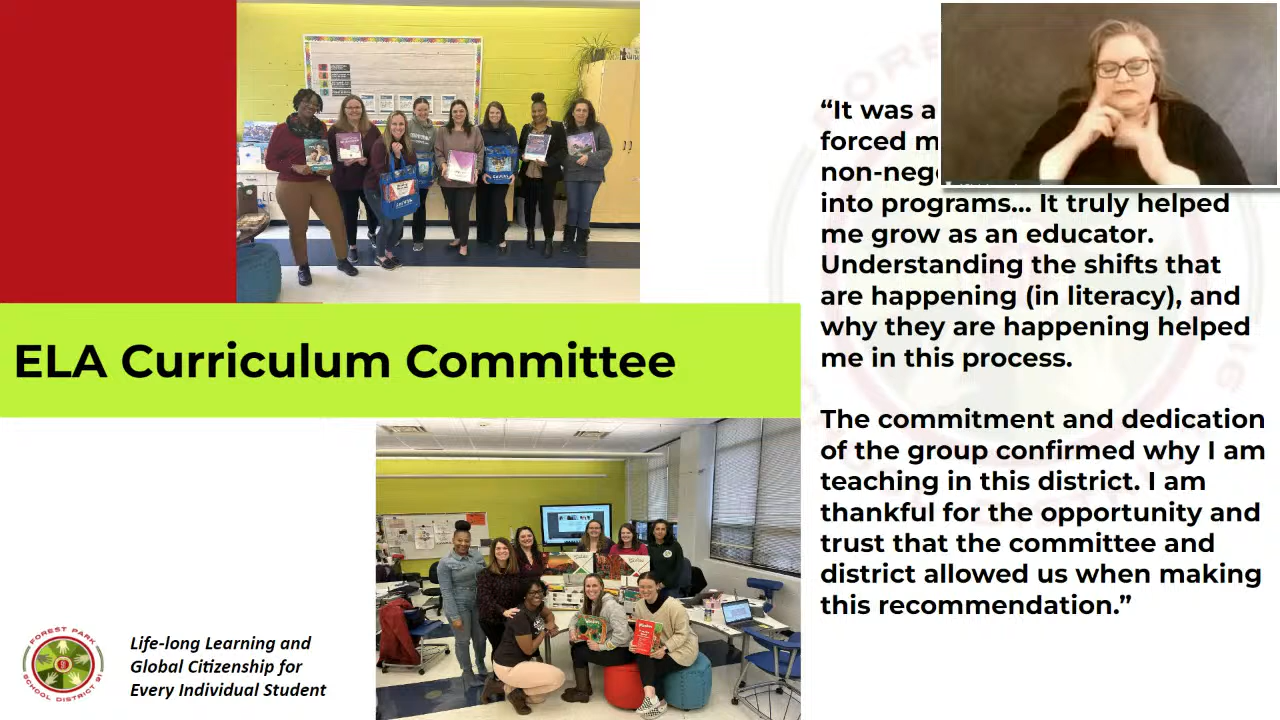 “It was a
forced m
non-neg
into programs... It truly helped
me grow as an educator.
Understanding the shifts that
are happening (in literacy), and
why they are happening helped
me in this process.
The commitment and dedication
of the group confirmed why I am
teaching in this district. I am
thankful for the opportunity and
trust that the committee and
district allowed us when making
this recommendation.”
ELA Curriculum Committee
FOREST PARK
SCHOOL DISTRICT 91
Life-long Learning and
Global Citizenship for
Every Individual Student